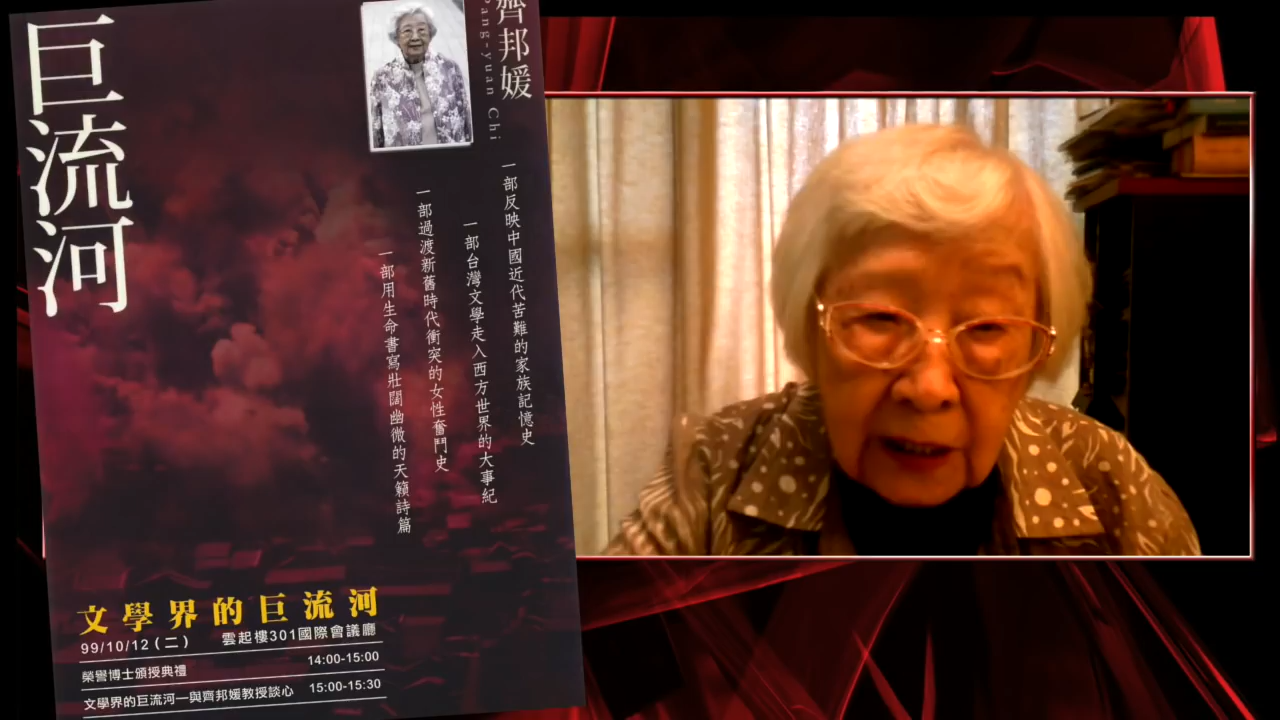 巨流河
齊邦媛
Pang-yuan Chi
一部反映中國近代苦難的家族記憶史
一部台灣文學走入西方世界的大事紀
一部過渡新舊時代衝突的女性奮鬥史
一部用生命書寫壯闊幽微的天籟詩篇
文學界的巨流河
99/10/12(二) 雲起樓301國際會議廳
榮譽博士頒授典禮 14:00-15:00
文學界的巨流河—與齊邦媛教授談心 15:00-15:30